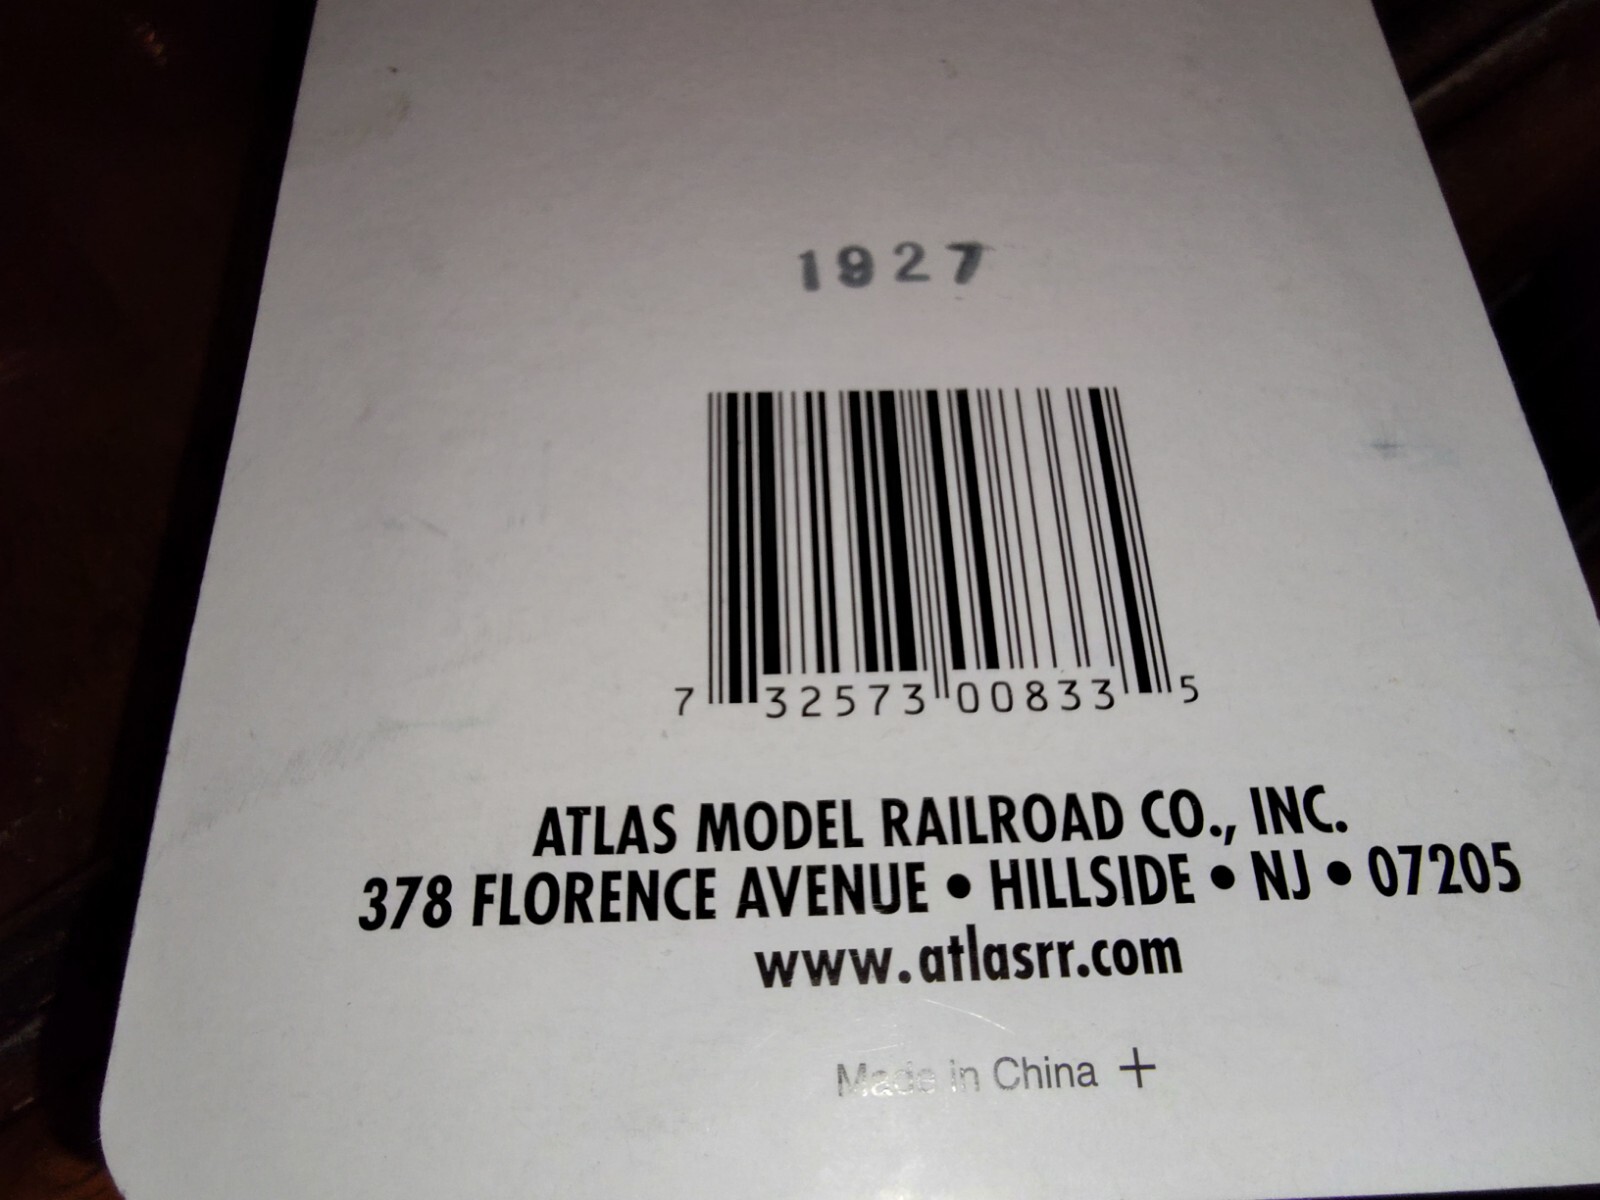 1927
7 32573 00833 5
ATLAS MODEL RAILROAD CO., INC.
378 FLORENCE AVENUE • HILLSIDE • NJ • 07205
www.atlasrr.com
Made in China +